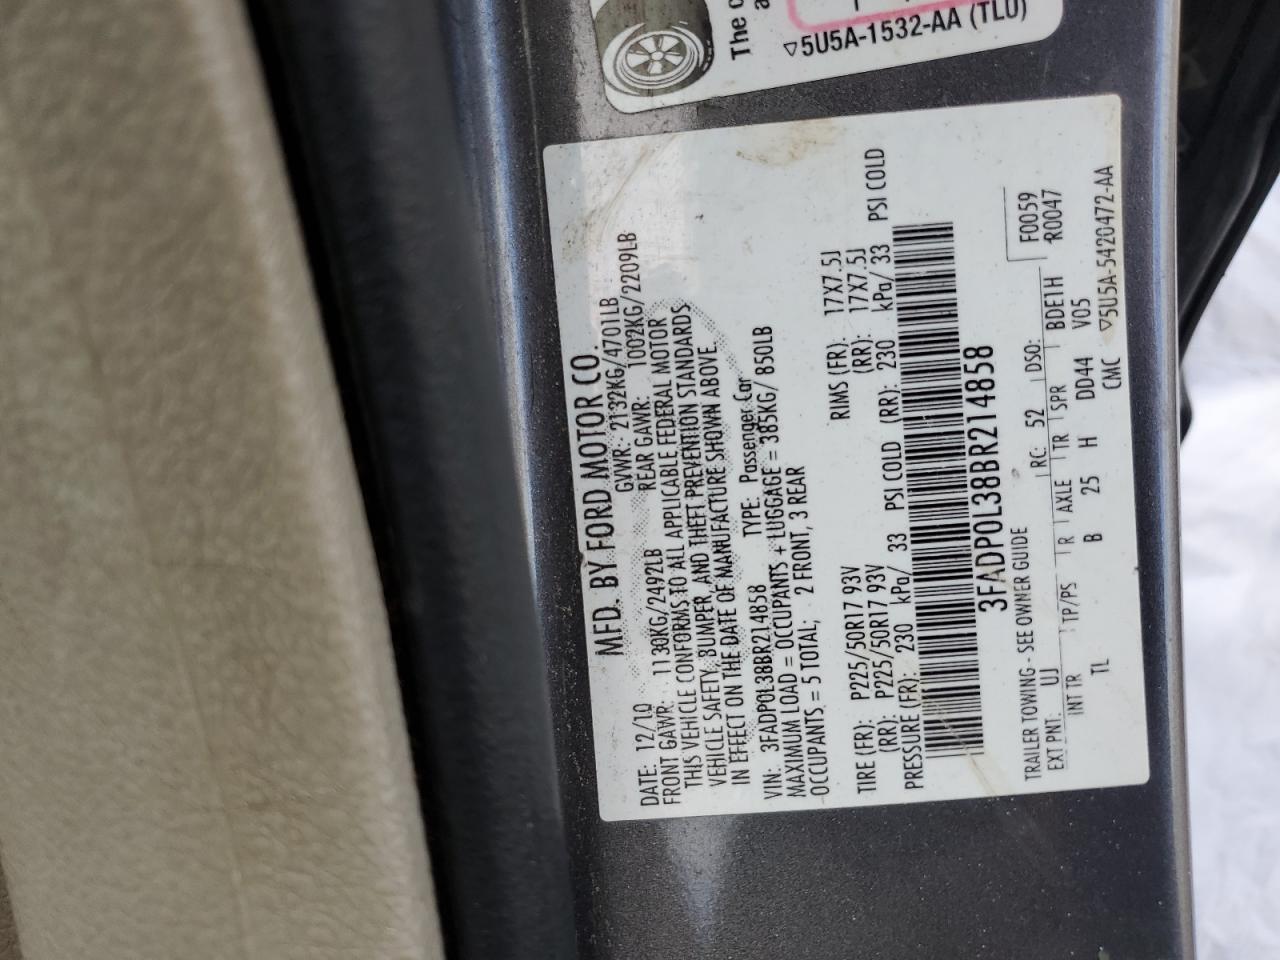 The
▽5U5A-1532-AA (TLU)
MFD. BY FORD MOTOR CO.
DATE: 12/10 GVWR: 2132KG/4701LB
FRONT GAWR: 1130KG/2492LB REAR GAWR: 1002KG/2209LB
THIS VEHICLE CONFORMS TO ALL APPLICABLE FEDERAL MOTOR
VEHICLE SAFETY, BUMPER, AND THEFT PREVENTION STANDARDS
IN EFFECT ON THE DATE OF MANUFACTURE SHOWN ABOVE.
VIN: 3FADP0L38BR214858 TYPE: Passenger Car
MAXIMUM LOAD = OCCUPANTS + LUGGAGE = 385KG/ 850LB
OCCUPANTS = 5 TOTAL; 2 FRONT, 3 REAR
TIRE (FR): P225/50R17 93V RIMS (FR): 17X7.5J
(RR): P225/50R17 93V (RR): 17X7.5J
PRESSURE (FR): 230 kPa/ 33 PSI COLD (RR): 230 kPa/ 33 PSI COLD
3FADP0L38BR214858
F0059
R0047
TRAILER TOWING - SEE OWNER GUIDE
EXT PNT: UJ RC: 52 DSO:
INT TR TP/PS R AXLE TR SPR BDETH
TL B 25 H DD44 V05
CMC ▽5U5A-5420472-AA